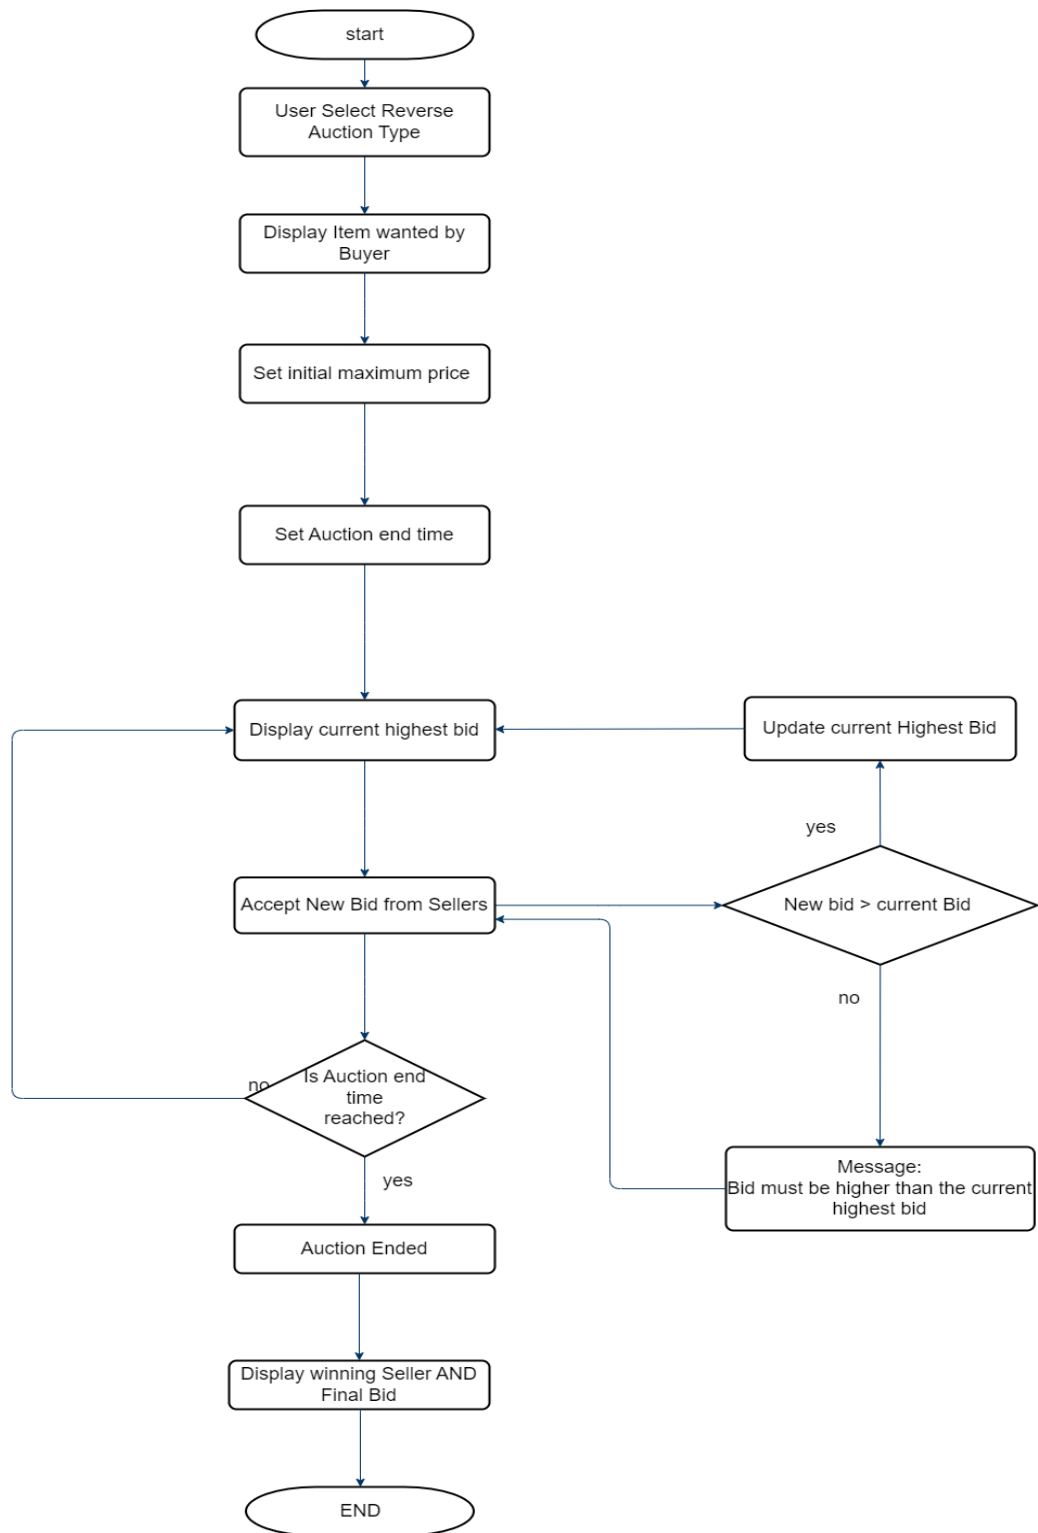 start
User Select Reverse
Auction Type
Display Item wanted by
Buyer
Set initial maximum price
Set Auction end time
Display current highest bid
Update current Highest Bid
yes
Accept New Bid from Sellers
New bid > current Bid
no
no
Is Auction end
time
reached?
yes
Message:
Bid must be higher than the current
highest bid
Auction Ended
Display winning Seller AND
Final Bid
END